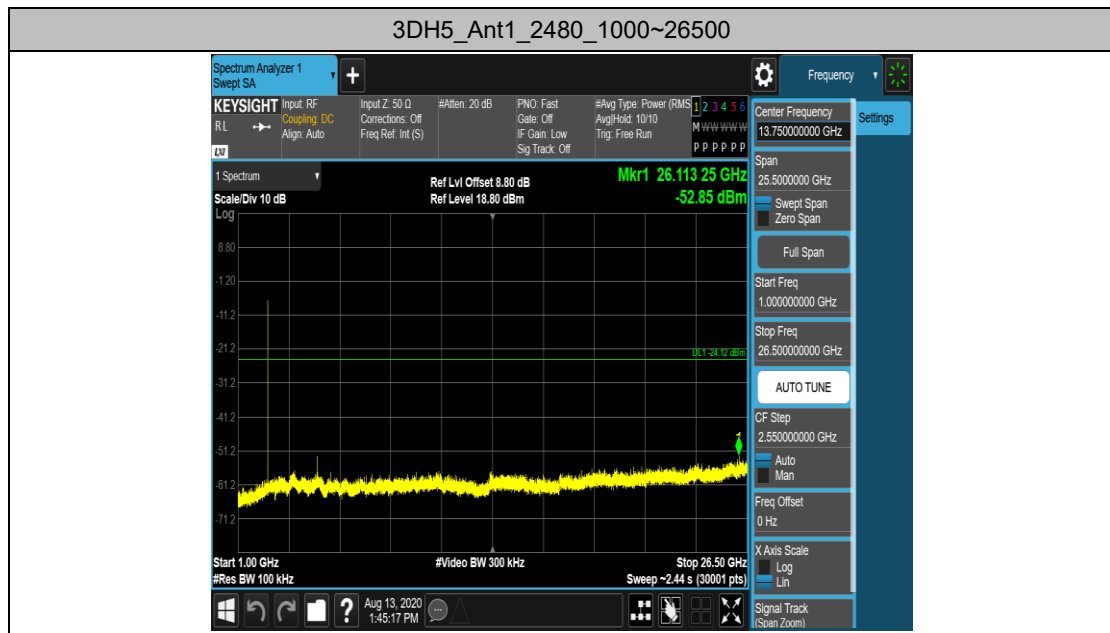 3DH5_Ant1_2480_1000~26500
Spectrum Analyzer 1
Swept SA
+
Frequency
KEYSIGHT
RL
LXI
Input: RF
Coupling: DC
Align: Auto
Input Z: 50 Ω
Corrections: Off
Freq Ref: Int (S)
#Atten: 20 dB
PNO: Fast
Gate: Off
IF Gain: Low
Sig Track: Off
#Avg Type: Power (RMS
Avg|Hold: 10/10
Trig: Free Run
1 2 3 4 5 6
M W W W W W
P P P P P P
1 Spectrum
Scale/Div 10 dB
Log
Ref Lvl Offset 8.80 dB
Ref Level 18.80 dBm
Mkr1 26.113 25 GHz
-52.85 dBm
8.80
-1.20
-11.2
-21.2
DL1 -24.12 dBm
-31.2
-41.2
-51.2
1
-61.2
-71.2
Start 1.00 GHz
#Res BW 100 kHz
#Video BW 300 kHz
Stop 26.50 GHz
Sweep ~2.44 s (30001 pts)
Aug 13, 2020
1:45:17 PM
?
Center Frequency
13.750000000 GHz
Settings
Span
25.5000000 GHz
Swept Span
Zero Span
Full Span
Start Freq
1.000000000 GHz
Stop Freq
26.500000000 GHz
AUTO TUNE
CF Step
2.550000000 GHz
Auto
Man
Freq Offset
0 Hz
X Axis Scale
Log
Lin
Signal Track
(Span Zoom)